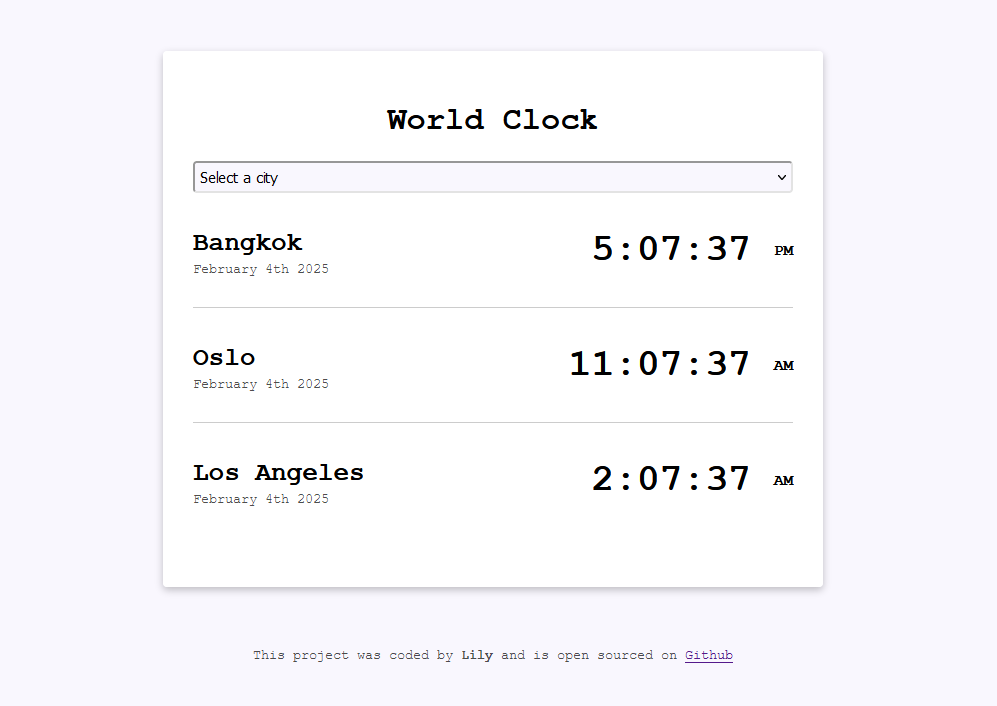 World Clock
Select a city
Bangkok 5:07:37 PM
February 4th 2025
Oslo 11:07:37 AM
February 4th 2025
Los Angeles 2:07:37 AM
February 4th 2025
This project was coded by Lily and is open sourced on Github